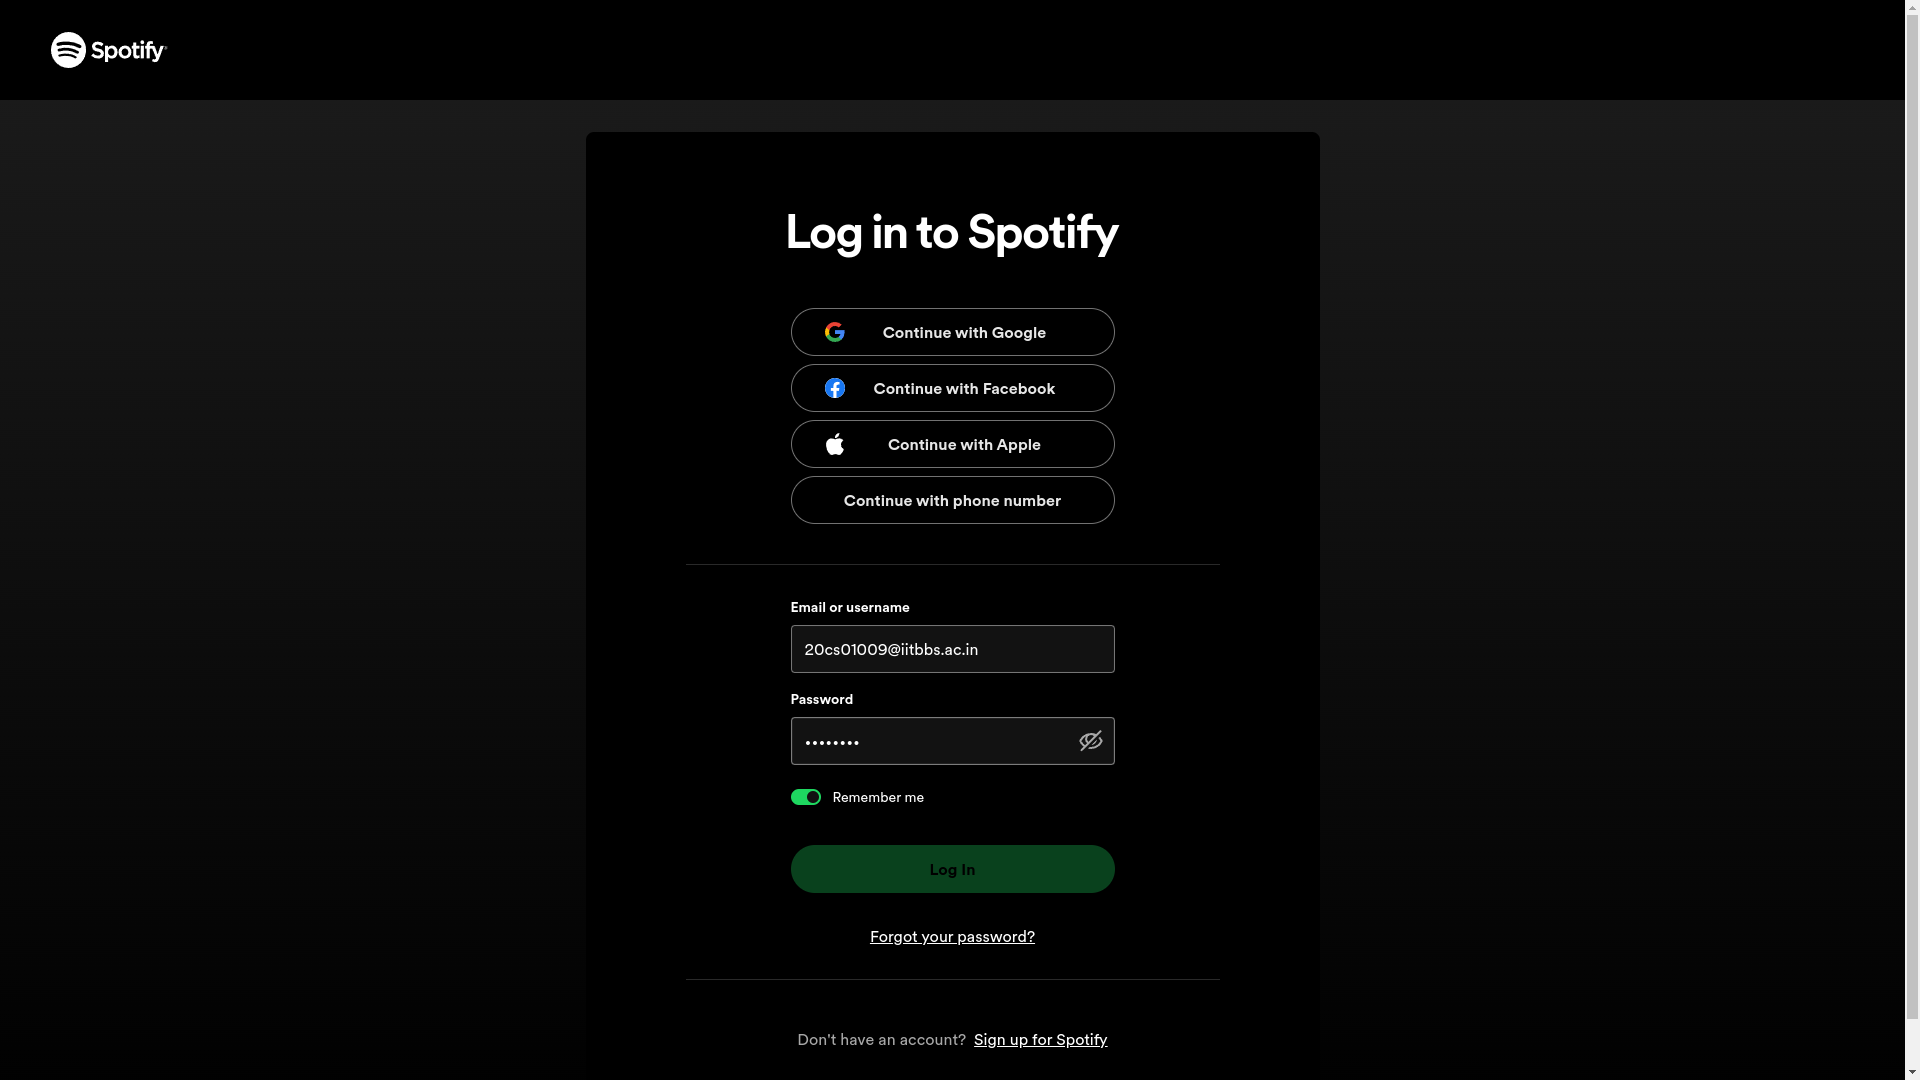 Spotify
Log in to Spotify
Continue with Google
Continue with Facebook
Continue with Apple
Continue with phone number
Email or username
20cs01009@iitbbs.ac.in
Password
••••••••
Remember me
Log In
Forgot your password?
Don't have an account? Sign up for Spotify